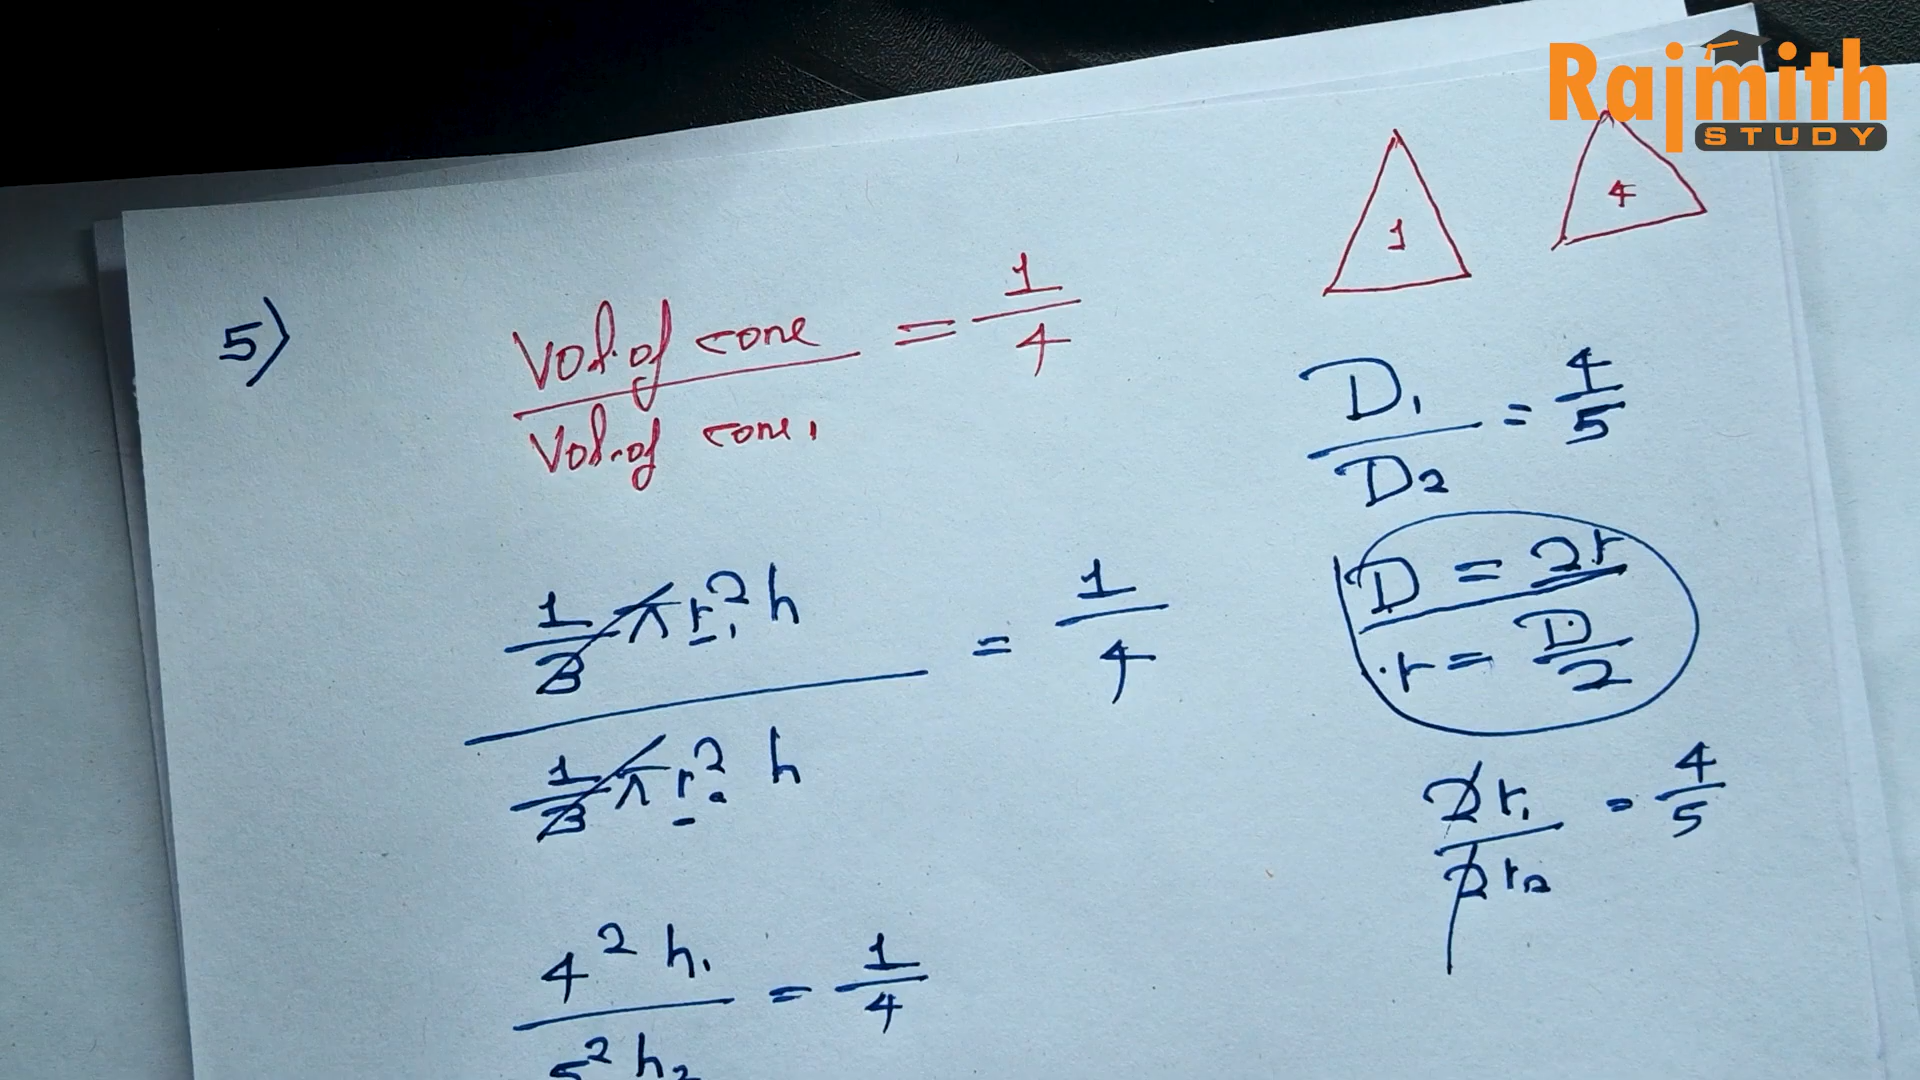 Rajmith
STUDY
5)
Vol.of cone
Vol.of cone.
= 1/4
1
4
D₁/D₂ = 4/5
D = 2r
r = D/2
1/3 π r₁² h
1/3 π r₂² h
= 1/4
2r₁/2r₂ = 4/5
4² h₁
5² h₂
= 1/4